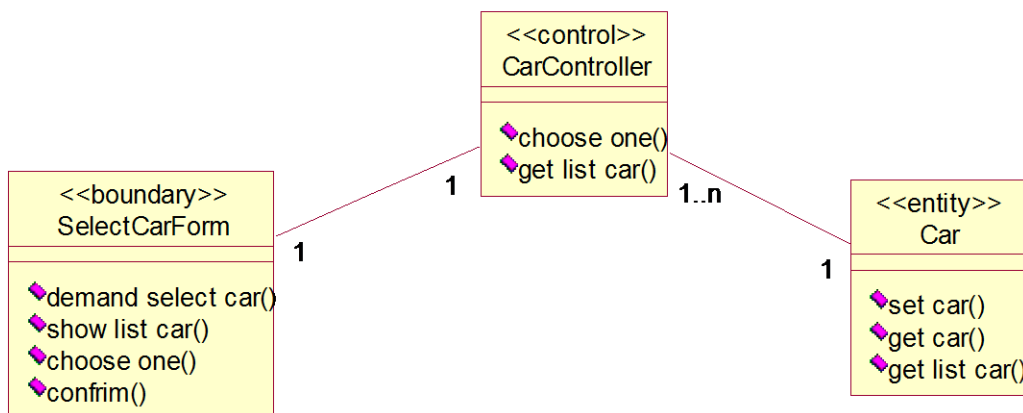 <<control>>
CarController
choose one()
get list car()
1
1..n
<<boundary>>
SelectCarForm
1
demand select car()
show list car()
choose one()
confrim()
<<entity>>
Car
1
set car()
get car()
get list car()